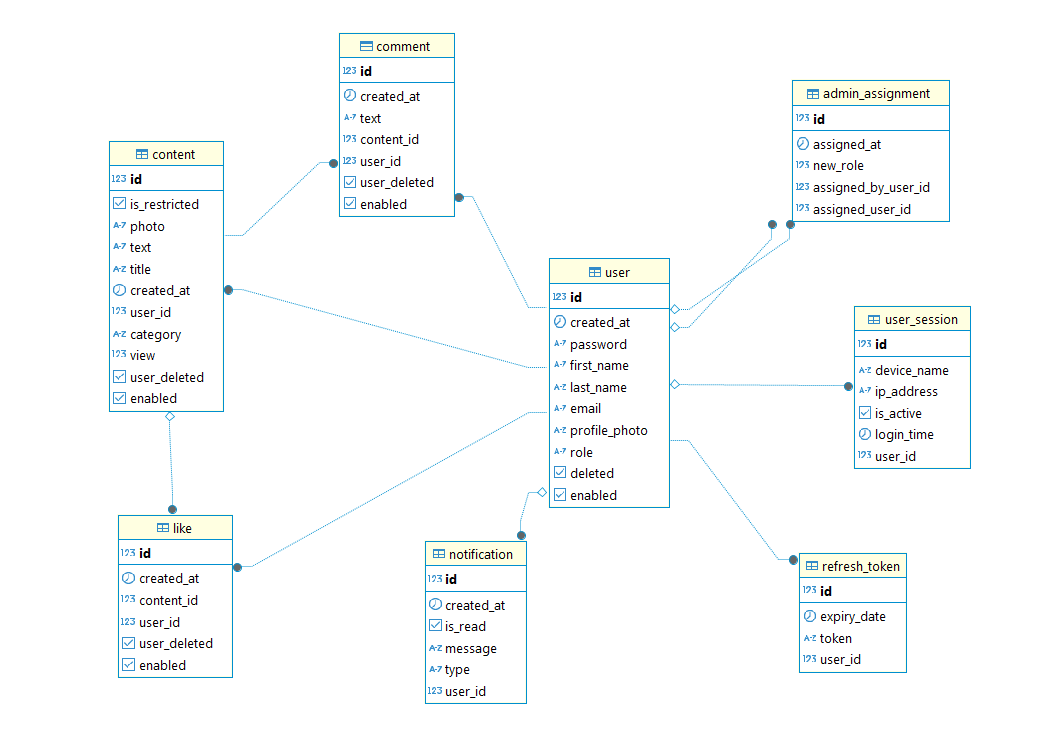 comment
123 id
created_at
A-Z text
123 content_id
123 user_id
user_deleted
enabled
admin_assignment
123 id
assigned_at
123 new_role
123 assigned_by_user_id
123 assigned_user_id
content
123 id
is_restricted
A-Z photo
A-Z text
A-Z title
created_at
123 user_id
A-Z category
123 view
user_deleted
enabled
user
123 id
created_at
A-Z password
A-Z first_name
A-Z last_name
A-Z email
A-Z profile_photo
A-Z role
deleted
enabled
user_session
123 id
A-Z device_name
A-Z ip_address
is_active
login_time
123 user_id
like
123 id
created_at
123 content_id
123 user_id
user_deleted
enabled
notification
123 id
created_at
is_read
A-Z message
A-Z type
123 user_id
refresh_token
123 id
expiry_date
A-Z token
123 user_id